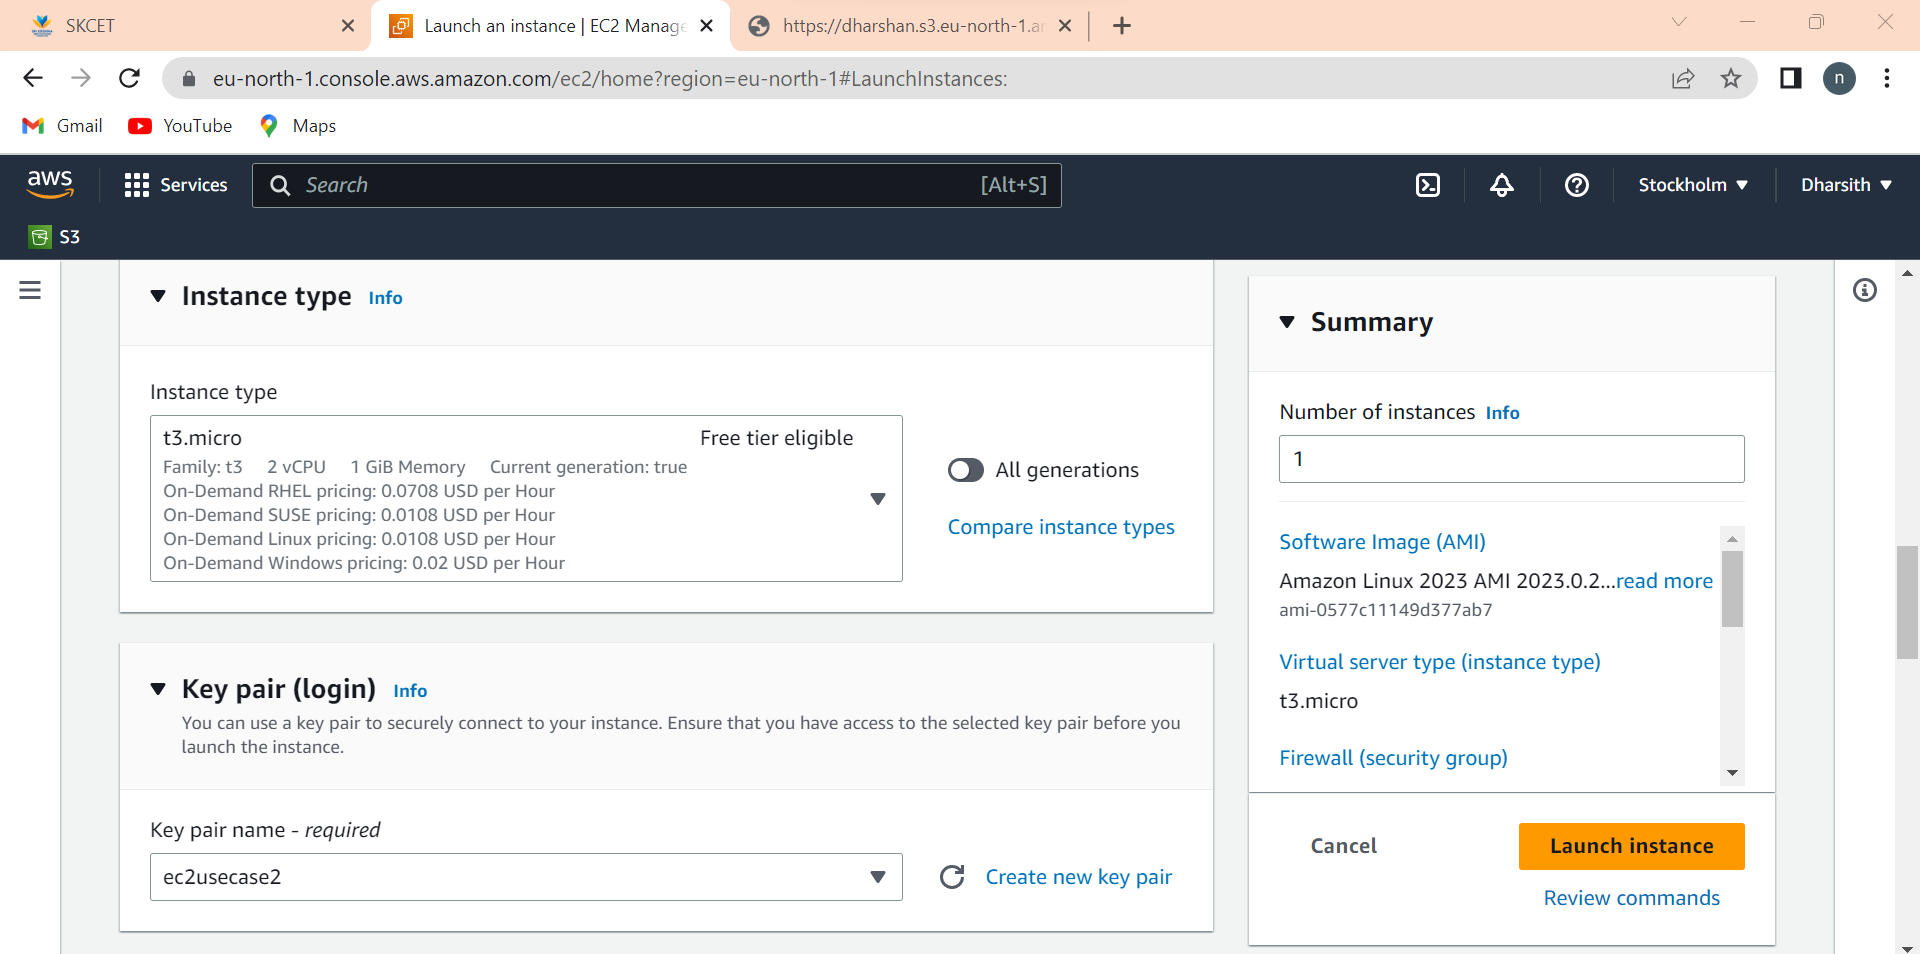 SKCET
Launch an instance | EC2 Manage
https://dharshan.s3.eu-north-1.ar
eu-north-1.console.aws.amazon.com/ec2/home?region=eu-north-1#LaunchInstances:
n
Gmail
YouTube
Maps
aws
Services
Search
[Alt+S]
Stockholm
Dharsith
S3
Instance type Info
Instance type
t3.micro Free tier eligible
Family: t3 2 vCPU 1 GiB Memory Current generation: true
On-Demand RHEL pricing: 0.0708 USD per Hour
On-Demand SUSE pricing: 0.0108 USD per Hour
On-Demand Linux pricing: 0.0108 USD per Hour
On-Demand Windows pricing: 0.02 USD per Hour
All generations
Compare instance types
Key pair (login) Info
You can use a key pair to securely connect to your instance. Ensure that you have access to the selected key pair before you
launch the instance.
Key pair name - required
ec2usecase2
Create new key pair
Summary
Number of instances Info
1
Software Image (AMI)
Amazon Linux 2023 AMI 2023.0.2...read more
ami-0577c11149d377ab7
Virtual server type (instance type)
t3.micro
Firewall (security group)
Cancel
Launch instance
Review commands